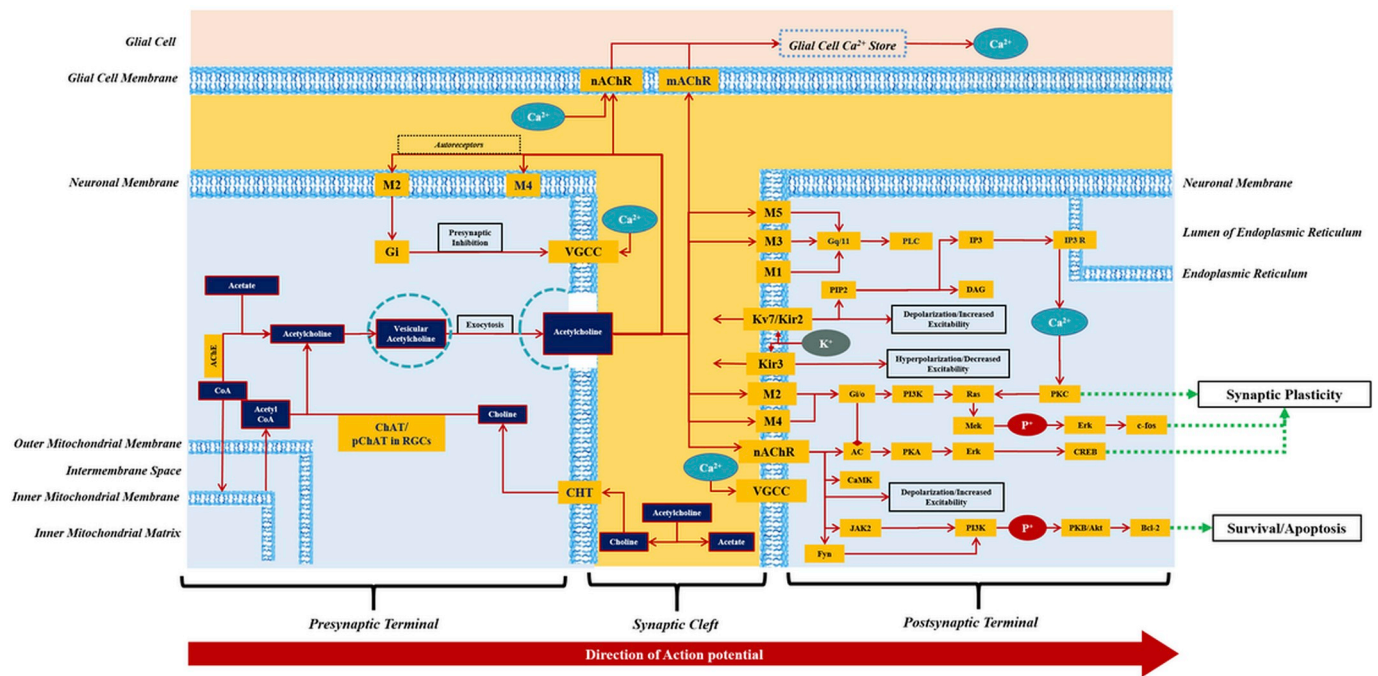 Glial Cell
Glial Cell Ca²⁺ Store
Ca²⁺
Glial Cell Membrane
nAChR
mAChR
Ca²⁺
Autoreceptors
Neuronal Membrane
M2
M4
Neuronal Membrane
M5
Ca²⁺
Presynaptic
Inhibition
Gi
VGCC
M3
Gq/11
PLC
IP3
IP3 R
Lumen of Endoplasmic Reticulum
M1
Endoplasmic Reticulum
Acetate
PIP2
DAG
Acetylcholine
Vesicular
Acetylcholine
Exocytosis
Acetylcholine
Kv7/Kir2
Depolarization/Increased
Excitability
Ca²⁺
K⁺
AChE
Kir3
Hyperpolarization/Decreased
Excitability
CoA
Acetyl
CoA
Choline
M2
Gi/o
PI3K
Ras
PKC
Synaptic Plasticity
ChAT/
pChAT in RGCs
M4
Mek
P⁺
Erk
c-fos
Outer Mitochondrial Membrane
nAChR
AC
PKA
Erk
CREB
Intermembrane Space
Ca²⁺
CaMK
Inner Mitochondrial Membrane
CHT
VGCC
Depolarization/Increased
Excitability
Acetylcholine
Inner Mitochondrial Matrix
Choline
Acetate
JAK2
PI3K
P⁺
PKB/Akt
Bcl-2
Survival/Apoptosis
Fyn
Presynaptic Terminal
Synaptic Cleft
Postsynaptic Terminal
Direction of Action potential